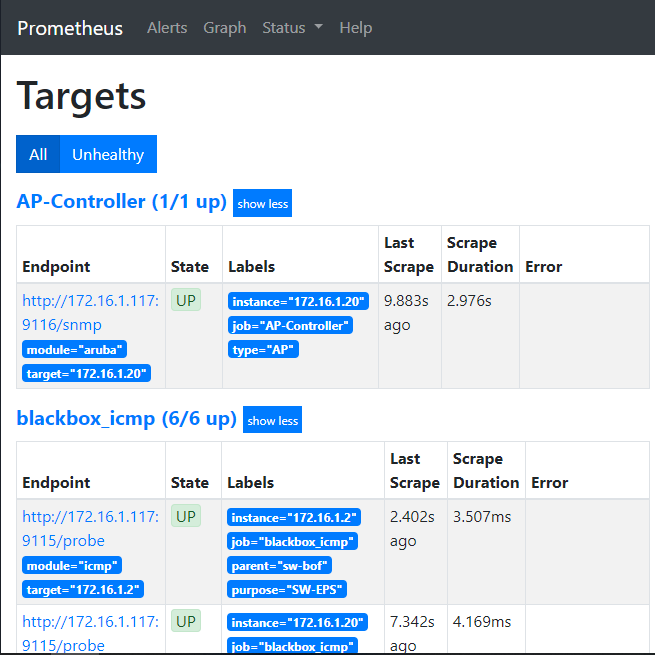 Prometheus Alerts Graph Status Help
Targets
All Unhealthy
AP-Controller (1/1 up) show less
Endpoint State Labels Last Scrape Scrape Duration Error
http://172.16.1.117:9116/snmp
module="aruba"
target="172.16.1.20"
UP
instance="172.16.1.20"
job="AP-Controller"
type="AP"
9.883s ago
2.976s
blackbox_icmp (6/6 up) show less
Endpoint State Labels Last Scrape Scrape Duration Error
http://172.16.1.117:9115/probe
module="icmp"
target="172.16.1.2"
UP
instance="172.16.1.2"
job="blackbox_icmp"
parent="sw-bof"
purpose="SW-EPS"
2.402s ago
3.507ms
http://172.16.1.117:9115/probe
UP
instance="172.16.1.20"
job="blackbox_icmp"
7.342s ago
4.169ms